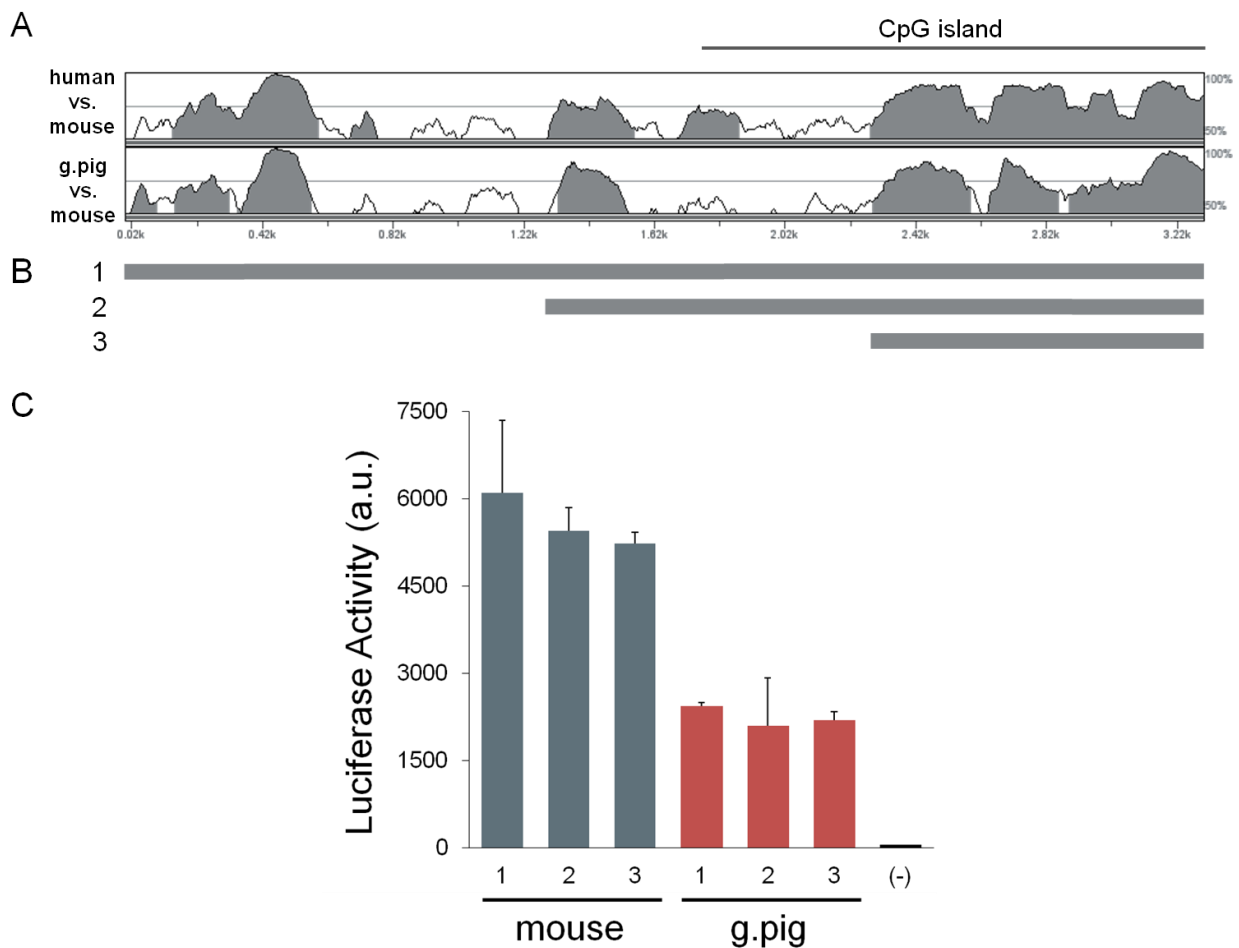 A
CpG island
human
vs.
mouse
100%
50%
g.pig
vs.
mouse
100%
50%
0.02k 0.42k 0.82k 1.22k 1.62k 2.02k 2.42k 2.82k 3.22k
B
1
2
3
C
Luciferase Activity (a.u.)
7500
6000
4500
3000
1500
0
1 2 3 1 2 3 (-)
mouse g.pig